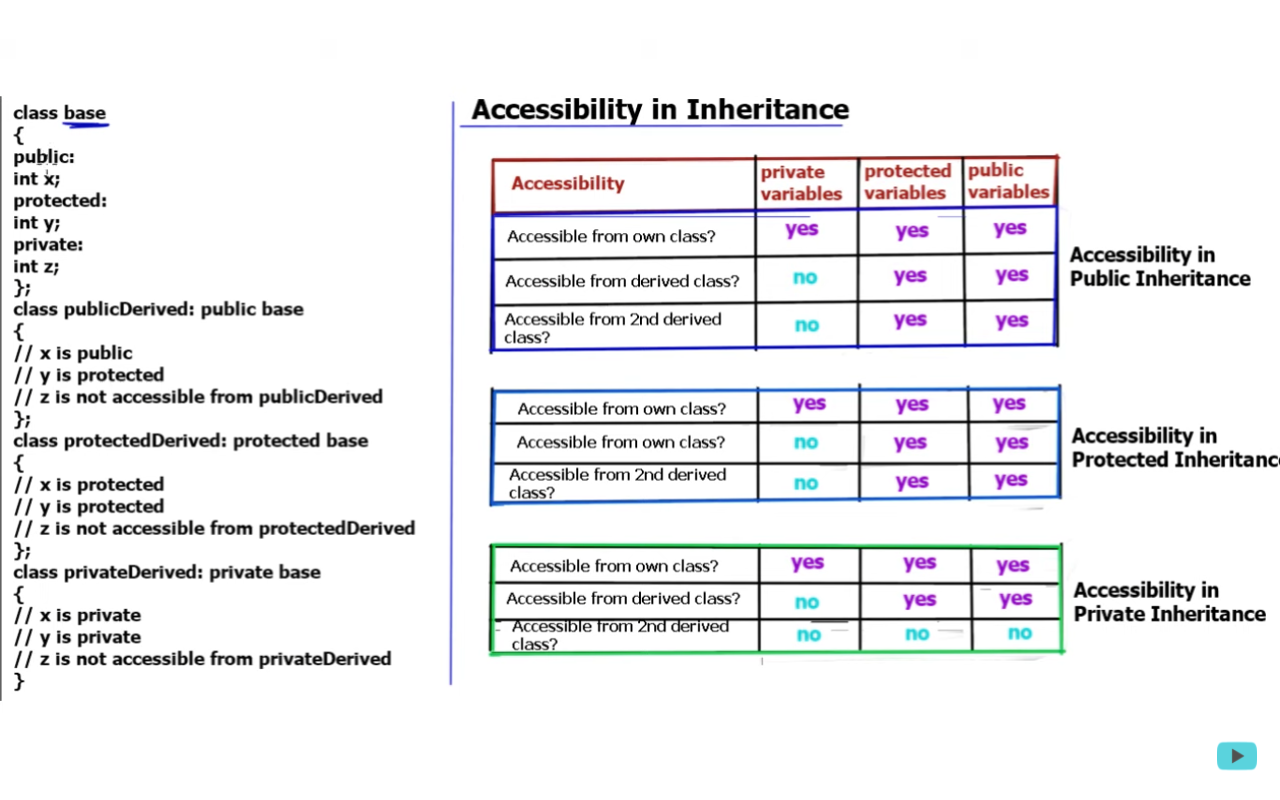 class base
{
public:
int x;
protected:
int y;
private:
int z;
};
class publicDerived: public base
{
// x is public
// y is protected
// z is not accessible from publicDerived
};
class protectedDerived: protected base
{
// x is protected
// y is protected
// z is not accessible from protectedDerived
};
class privateDerived: private base
{
// x is private
// y is private
// z is not accessible from privateDerived
}
Accessibility in Inheritance
Accessibility private variables protected variables public variables
Accessible from own class? yes yes yes
Accessible from derived class? no yes yes
Accessible from 2nd derived class? no yes yes
Accessibility in
Public Inheritance
Accessible from own class? yes yes yes
Accessible from own class? no yes yes
Accessible from 2nd derived class? no yes yes
Accessibility in
Protected Inheritance
Accessible from own class? yes yes yes
Accessible from derived class? no yes yes
Accessible from 2nd derived class? no no no
Accessibility in
Private Inheritance